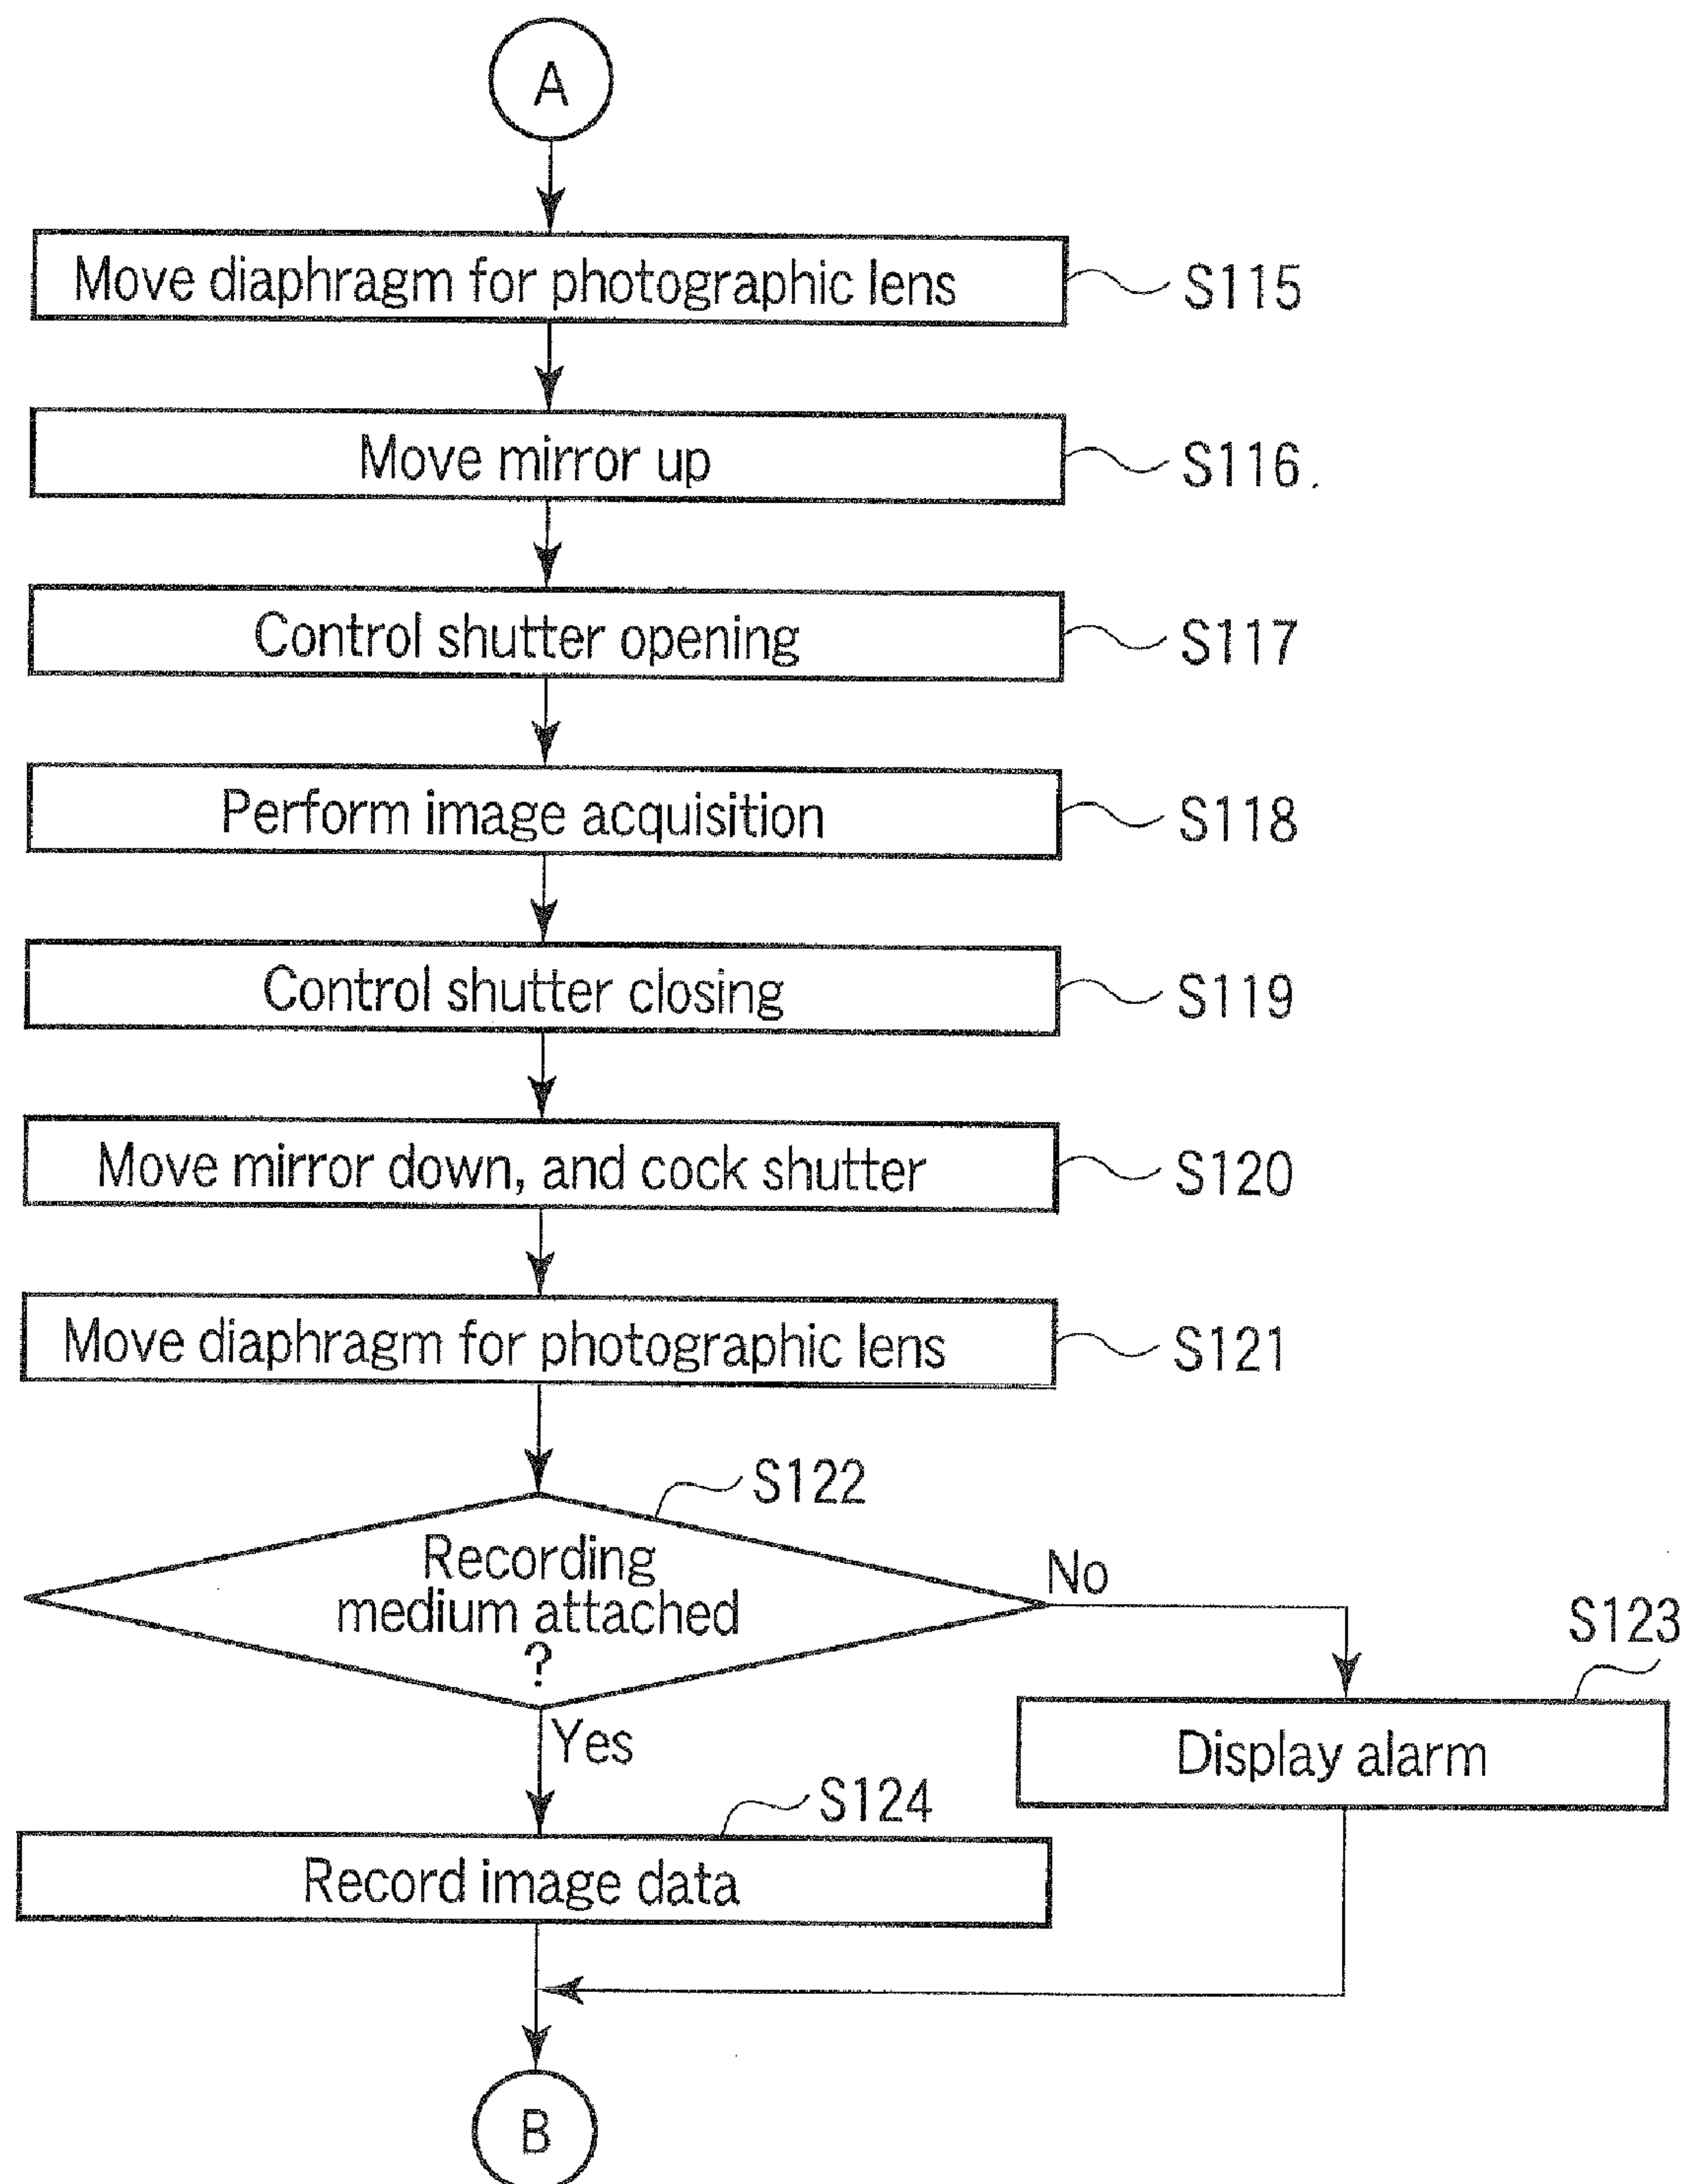 A
Move diaphragm for photographic lens
S115
Move mirror up
S116
Control shutter opening
S117
Perform image acquisition
S118
Control shutter closing
S119
Move mirror down, and cock shutter
S120
Move diaphragm for photographic lens
S121
S122
Recording
medium attached
?
No
Yes
S123
Display alarm
S124
Record image data
B